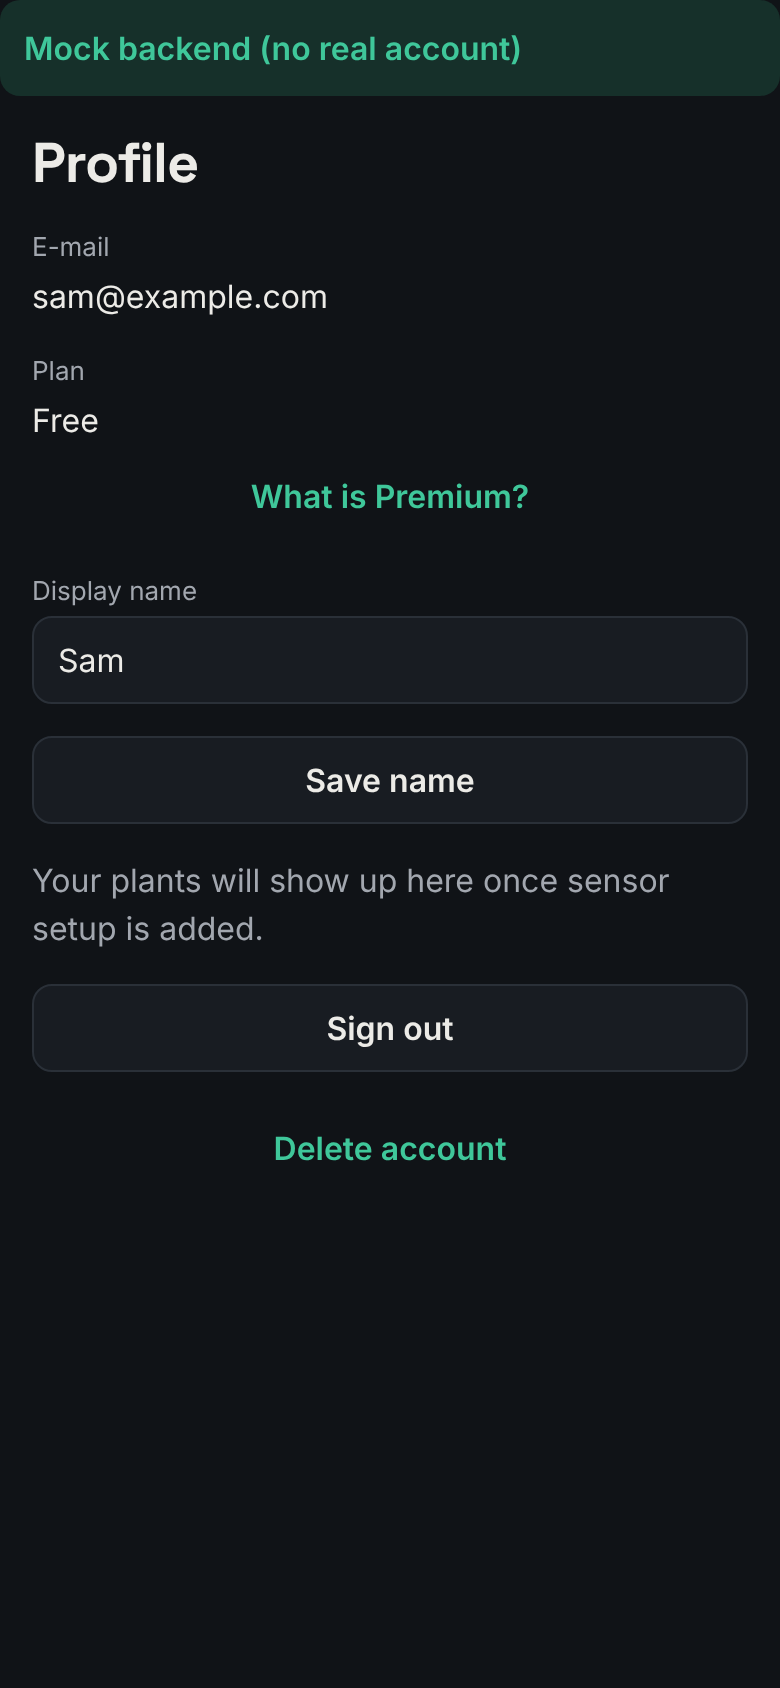 Mock backend (no real account)
Profile
E-mail
sam@example.com
Plan
Free
What is Premium?
Display name
Sam
Save name
Your plants will show up here once sensor
setup is added.
Sign out
Delete account